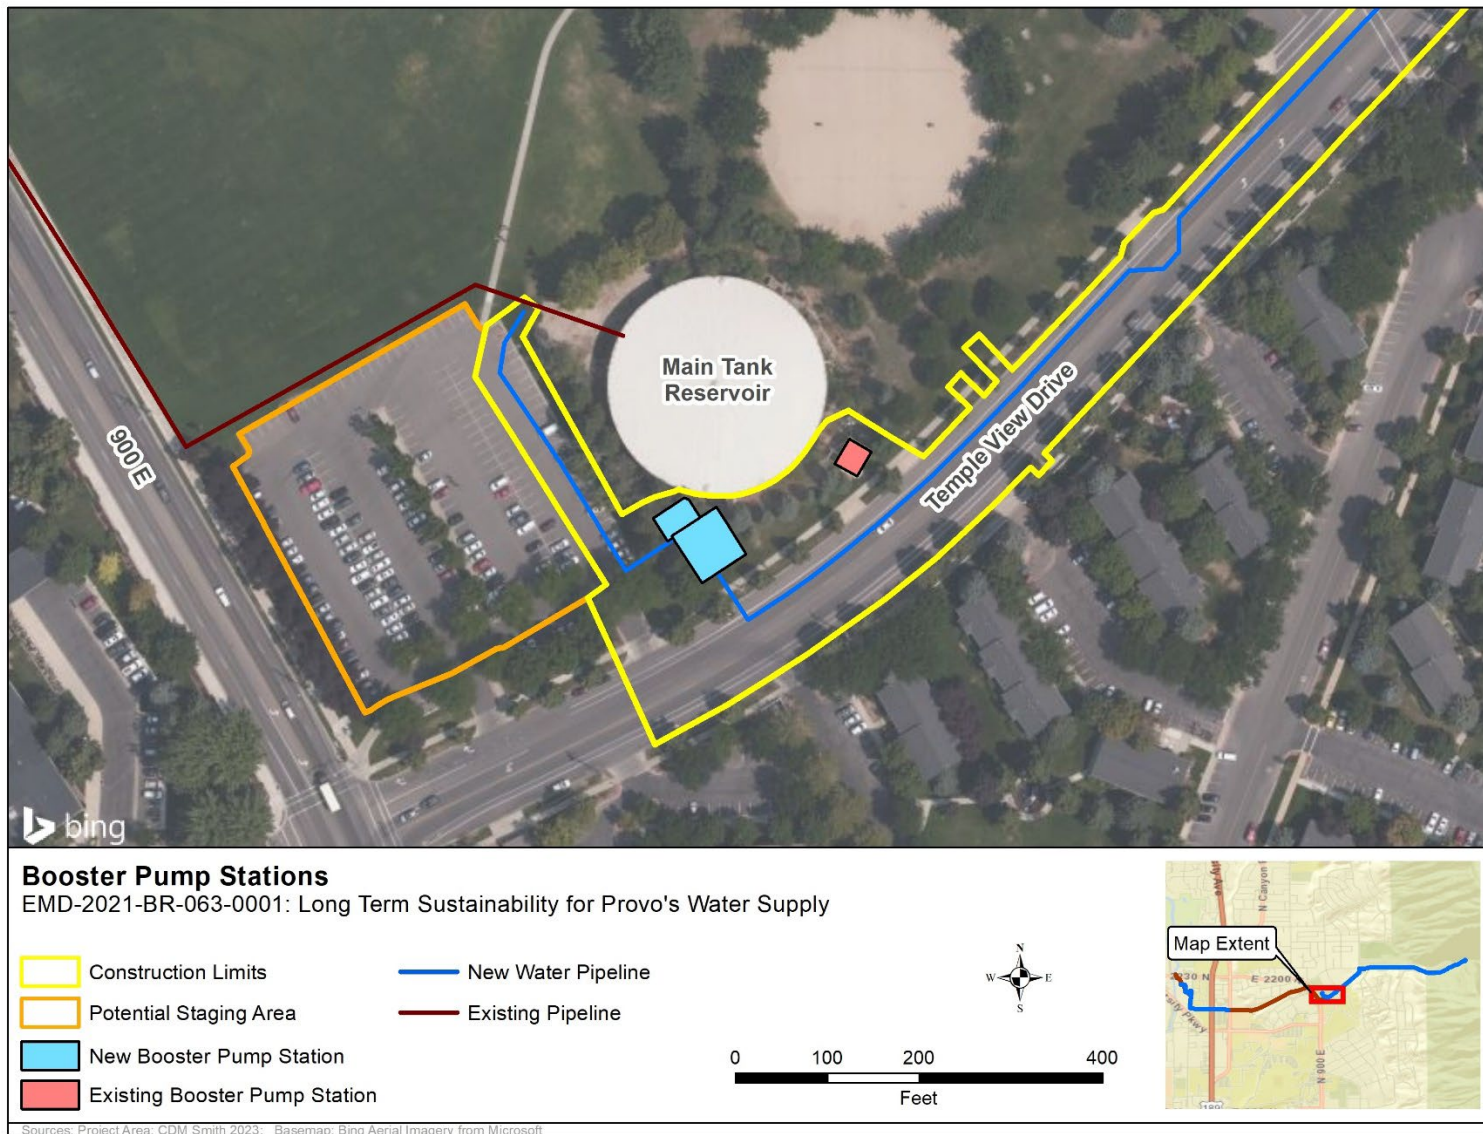 Main Tank
Reservoir
900 E
Temple View Drive
bing
Booster Pump Stations
EMD-2021-BR-063-0001: Long Term Sustainability for Provo's Water Supply
Construction Limits
New Water Pipeline
Potential Staging Area
Existing Pipeline
New Booster Pump Station
Existing Booster Pump Station
N
W E
S
0 100 200 400
Feet
Map Extent
2230 N
E 2200 N
N Canyon
N 900 E
189
Sources: Project Area: CDM Smith 2023; Basemap: Bing Aerial Imagery from Microsoft